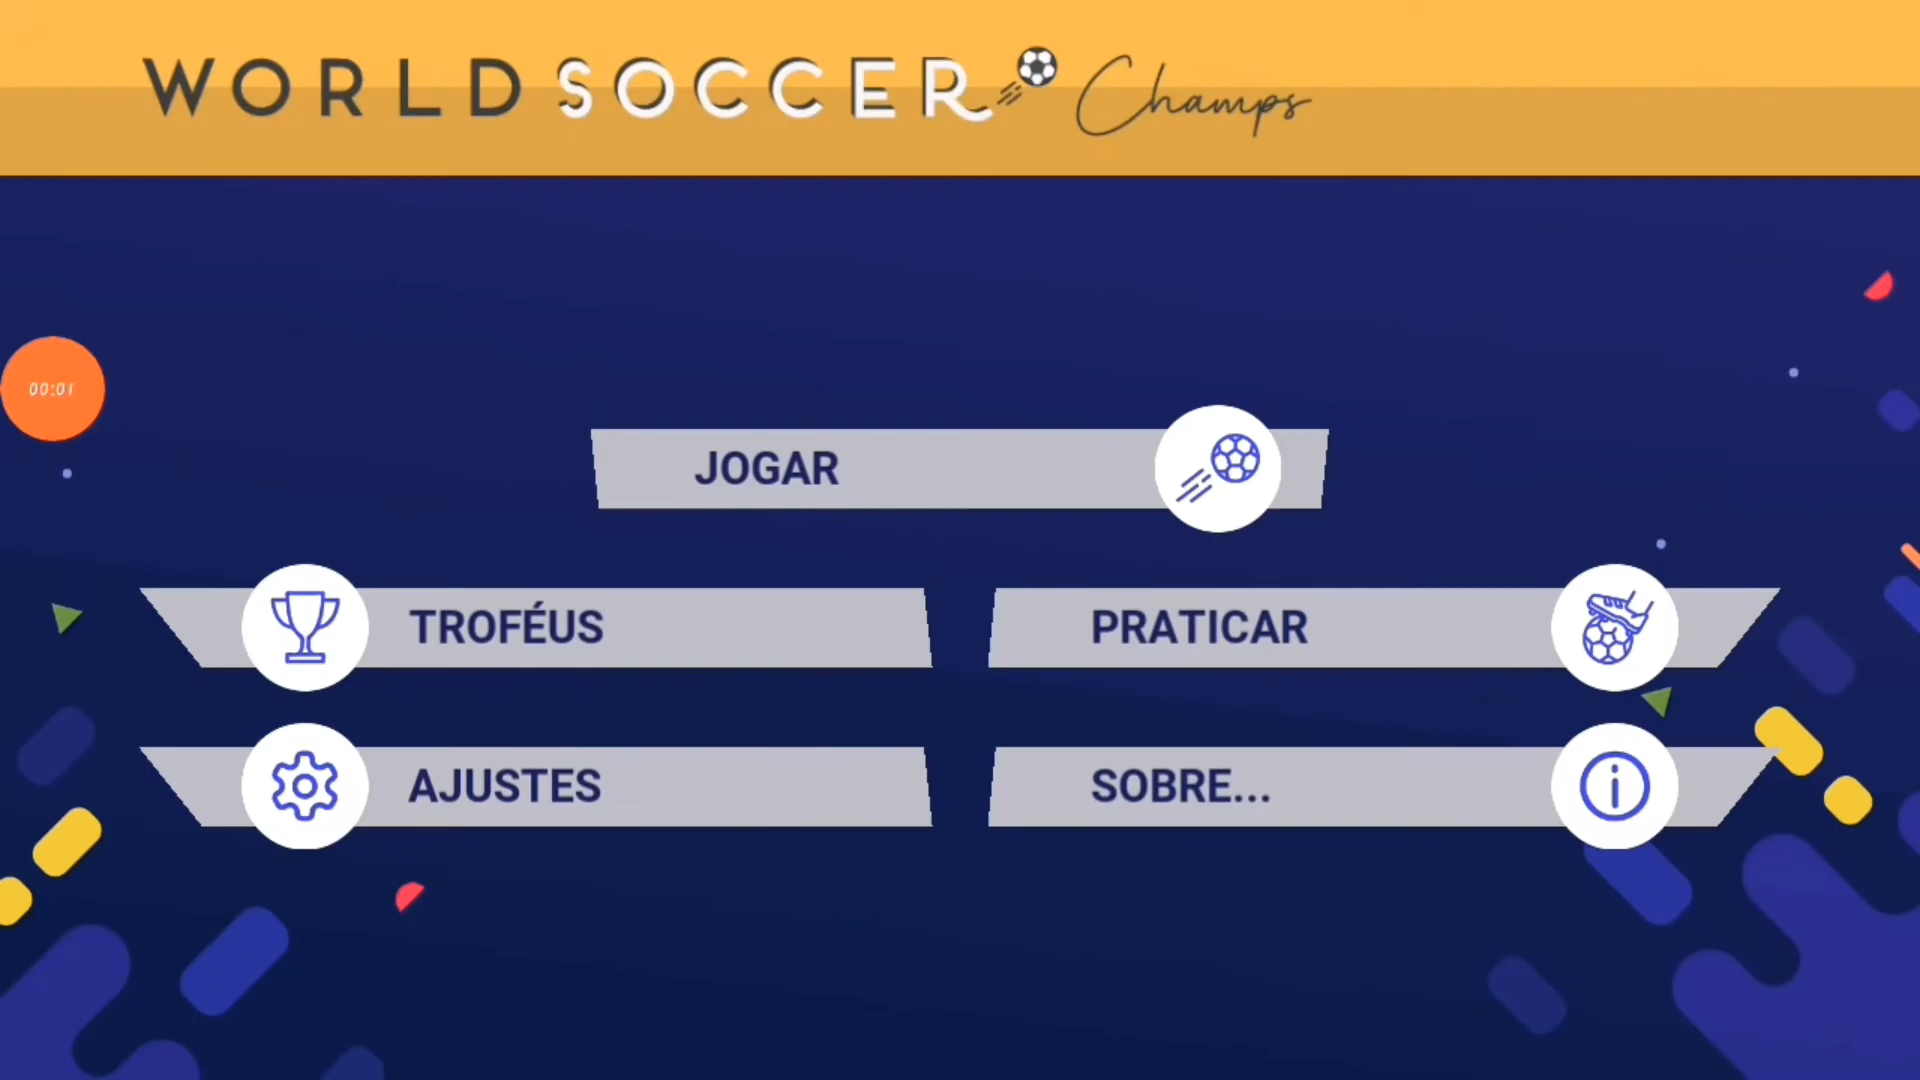 WORLD SOCCER Champs
00:01
JOGAR
TROFÉUS
PRATICAR
AJUSTES
SOBRE...